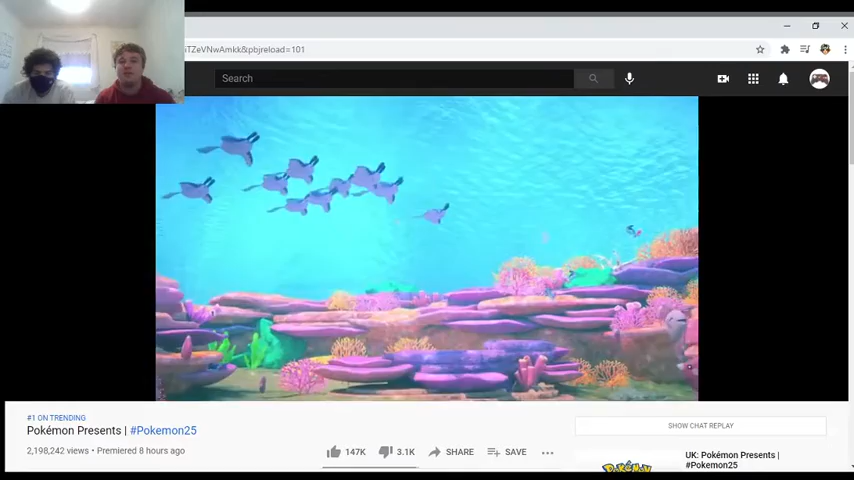 iTZeVNwAmkk&pbjreload=101
Search
#1 ON TRENDING
Pokémon Presents | #Pokemon25
2,198,242 views • Premiered 8 hours ago
147K
3.1K
SHARE
SAVE
SHOW CHAT REPLAY
POKÉMON
UK: Pokémon Presents |
#Pokemon25